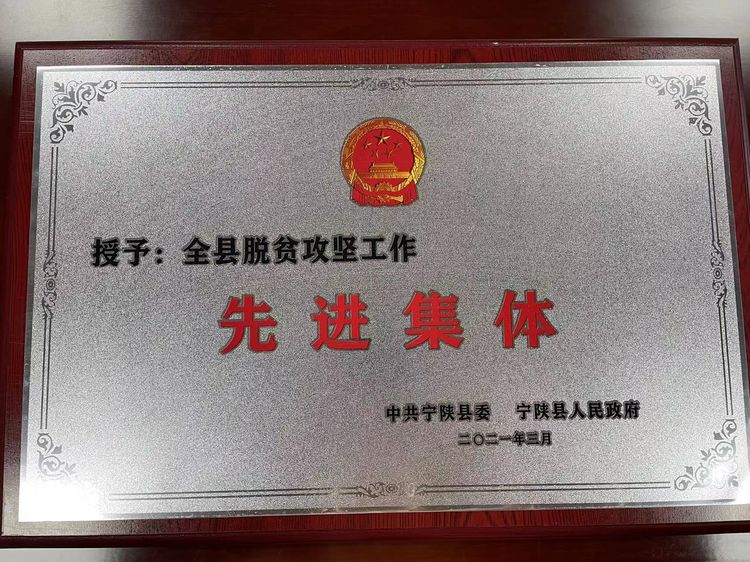 授予：全县脱贫攻坚工作
先进集体
中共宁陕县委 宁陕县人民政府
二〇二一年三月